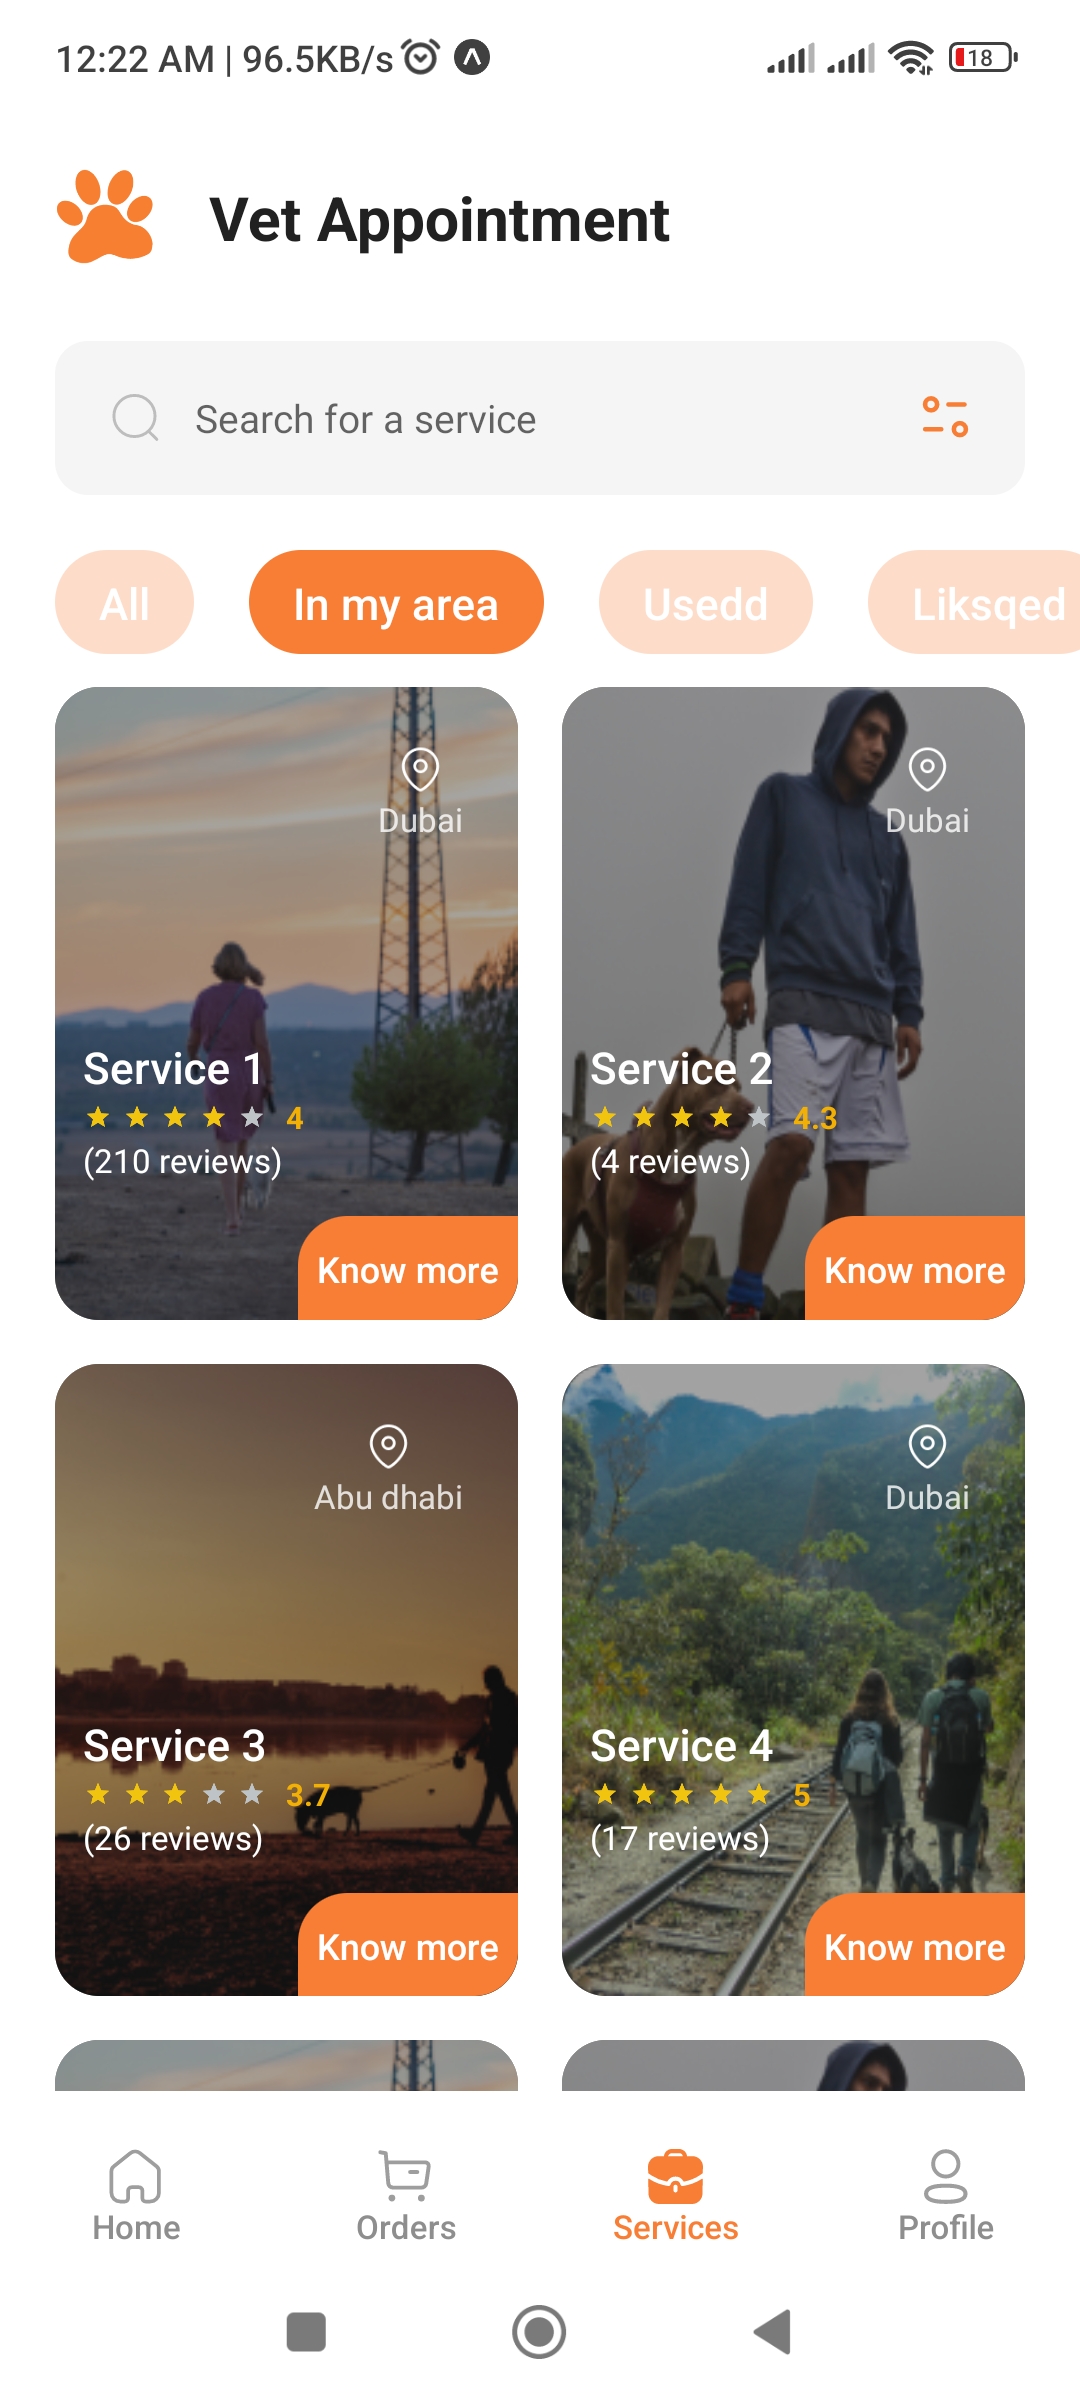 12:22 AM | 96.5KB/s
18
Vet Appointment
Search for a service
All
In my area
Usedd
Liksqed
Dubai
Service 1
4
(210 reviews)
Know more
Dubai
Service 2
4.3
(4 reviews)
Know more
Abu dhabi
Service 3
3.7
(26 reviews)
Know more
Dubai
Service 4
5
(17 reviews)
Know more
Home
Orders
Services
Profile